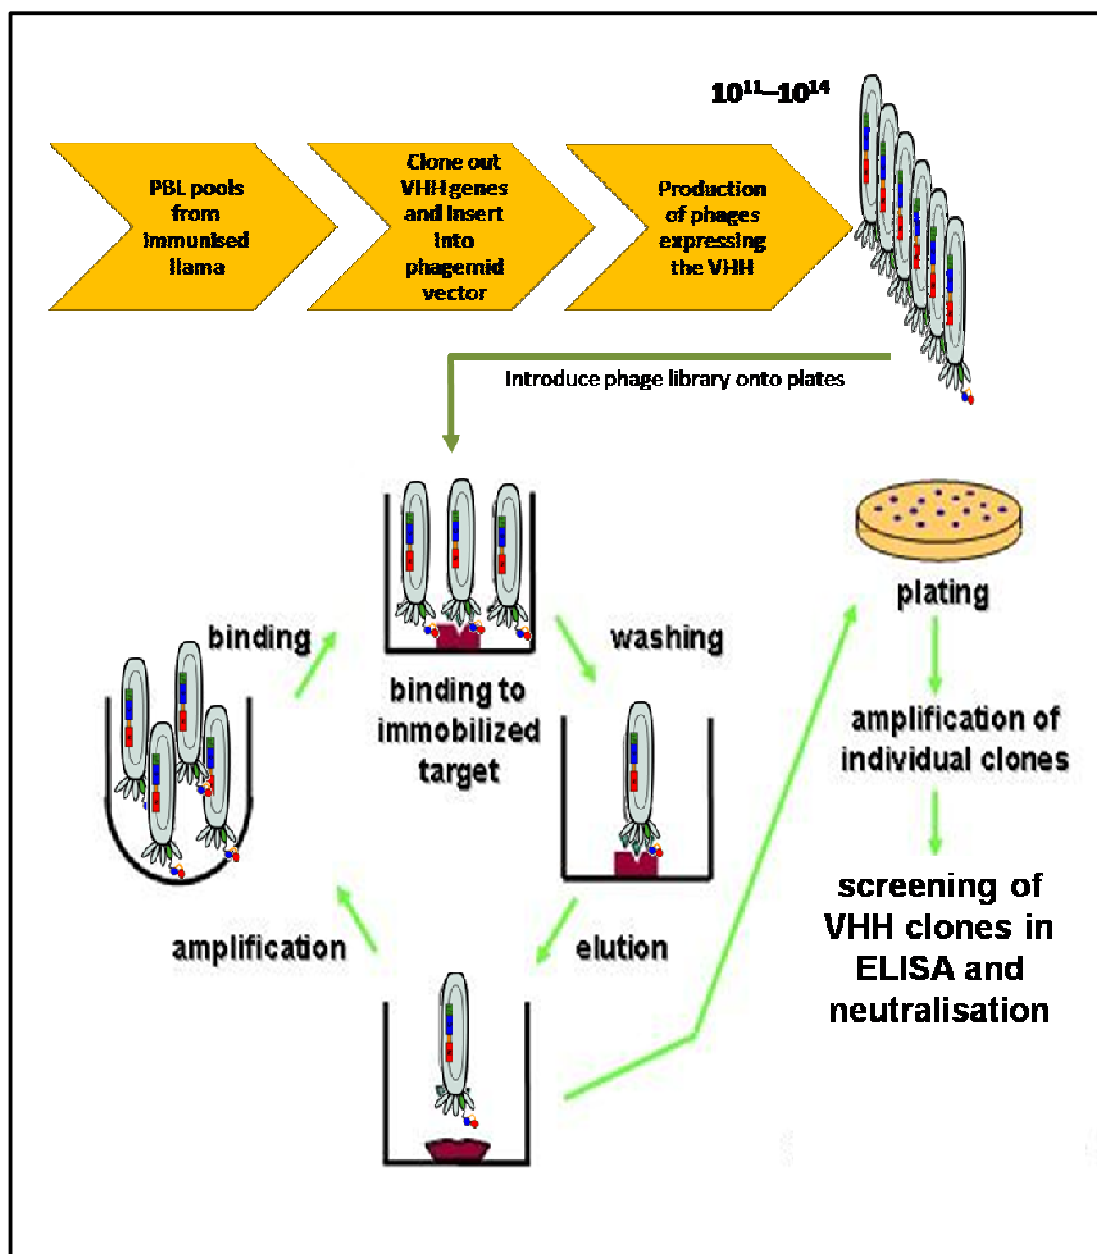 10¹¹–10¹⁴
PBL pools
from
immunised
llama
Clone out
VHH genes
and insert
into
phagemid
vector
Production
of phages
expressing
the VHH
Introduce phage library onto plates
binding
binding to
immobilized
target
washing
elution
amplification
plating
amplification of
individual clones
screening of
VHH clones in
ELISA and
neutralisation